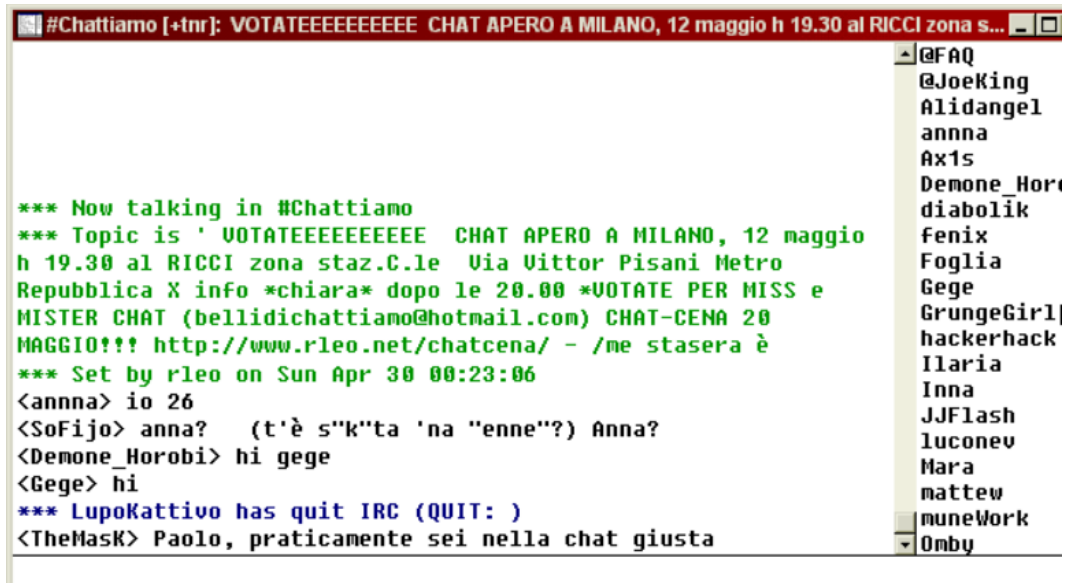 #Chattiamo [+tnr]: VOTATEEEEEEEEEE CHAT APERO A MILANO, 12 maggio h 19.30 al RICCI zona s...
*** Now talking in #Chattiamo
*** Topic is ' VOTATEEEEEEEEEE CHAT APERO A MILANO, 12 maggio
h 19.30 al RICCI zona staz.C.le Via Vittor Pisani Metro
Repubblica X info *chiara* dopo le 20.00 *VOTATE PER MISS e
MISTER CHAT (bellidichattiamo@hotmail.com) CHAT-CENA 20
MAGGIO!!! http://www.rleo.net/chatcena/ - /me stasera è
*** Set by rleo on Sun Apr 30 00:23:06
<annna> io 26
<SoFijo> anna? (t'è s"k"ta 'na "enne"?) Anna?
<Demone_Horobi> hi gege
<Gege> hi
*** LupoKattivo has quit IRC (QUIT: )
<TheMasK> Paolo, praticamente sei nella chat giusta
@FAQ
@JoeKing
Alidangel
annna
Ax1s
Demone_Hor
diabolik
fenix
Foglia
Gege
GrungeGirl
hackerhack
Ilaria
Inna
JJFlash
luconev
Mara
mattew
muneWork
Omby